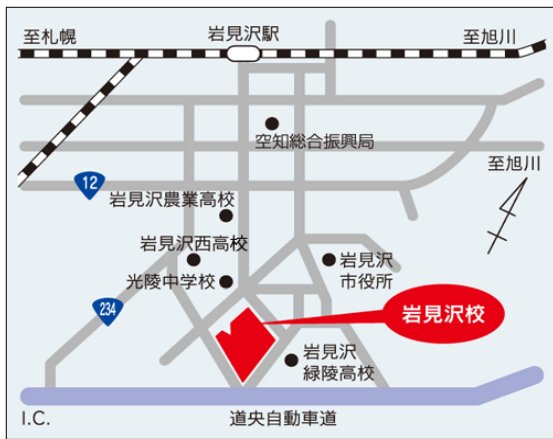 至札幌
岩見沢駅
至旭川
空知総合振興局
至旭川
12
岩見沢農業高校
岩見沢西高校
光陵中学校
岩見沢
市役所
234
岩見沢校
岩見沢
緑陵高校
I.C.
道央自動車道